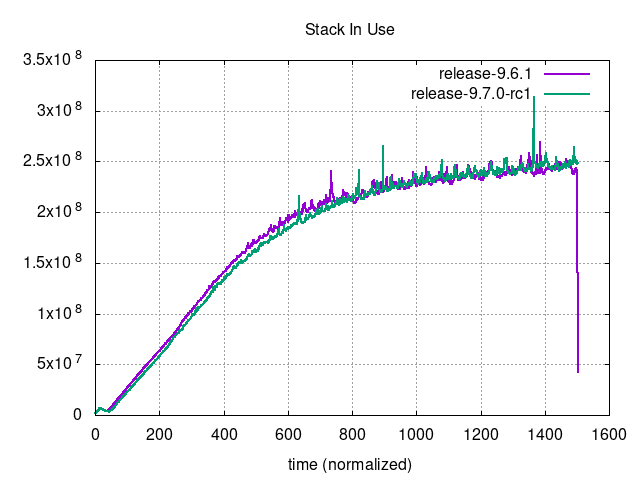 Stack In Use
3.5x10^8
3x10^8
2.5x10^8
2x10^8
1.5x10^8
1x10^8
5x10^7
0
release-9.6.1
release-9.7.0-rc1
0 200 400 600 800 1000 1200 1400 1600
time (normalized)